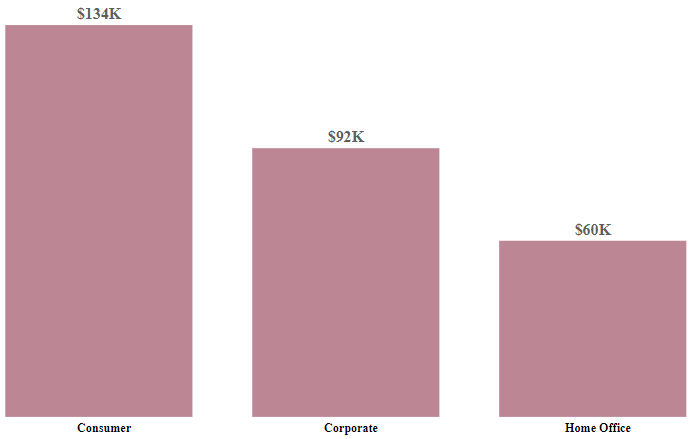 $134K
$92K
$60K
Consumer
Corporate
Home Office